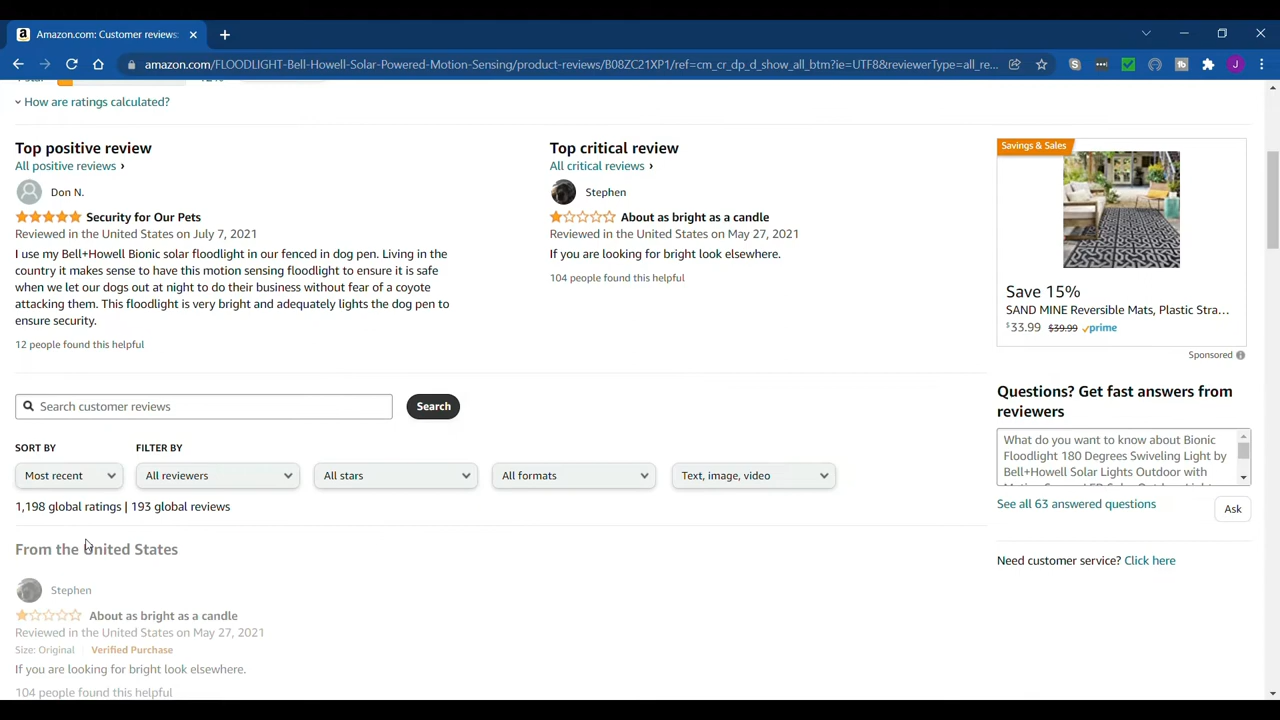 Amazon.com: Customer reviews:
amazon.com/FLOODLIGHT-Bell-Howell-Solar-Powered-Motion-Sensing/product-reviews/B08ZC21XP1/ref=cm_cr_dp_d_show_all_btm?ie=UTF8&reviewerType=all_re...
J
How are ratings calculated?
Top positive review
All positive reviews ›
Don N.
Security for Our Pets
Reviewed in the United States on July 7, 2021
I use my Bell+Howell Bionic solar floodlight in our fenced in dog pen. Living in the
country it makes sense to have this motion sensing floodlight to ensure it is safe
when we let our dogs out at night to do their business without fear of a coyote
attacking them. This floodlight is very bright and adequately lights the dog pen to
ensure security.
12 people found this helpful
Top critical review
All critical reviews ›
Stephen
About as bright as a candle
Reviewed in the United States on May 27, 2021
If you are looking for bright look elsewhere.
104 people found this helpful
Savings & Sales
Save 15%
SAND MINE Reversible Mats, Plastic Stra...
$33.99 $39.99 prime
Sponsored
Search customer reviews
Search
SORT BY
FILTER BY
Most recent
All reviewers
All stars
All formats
Text, image, video
1,198 global ratings | 193 global reviews
Questions? Get fast answers from
reviewers
What do you want to know about Bionic
Floodlight 180 Degrees Swiveling Light by
Bell+Howell Solar Lights Outdoor with
See all 63 answered questions
Ask
Need customer service? Click here
From the United States
Stephen
About as bright as a candle
Reviewed in the United States on May 27, 2021
Size: Original
Verified Purchase
If you are looking for bright look elsewhere.
104 people found this helpful